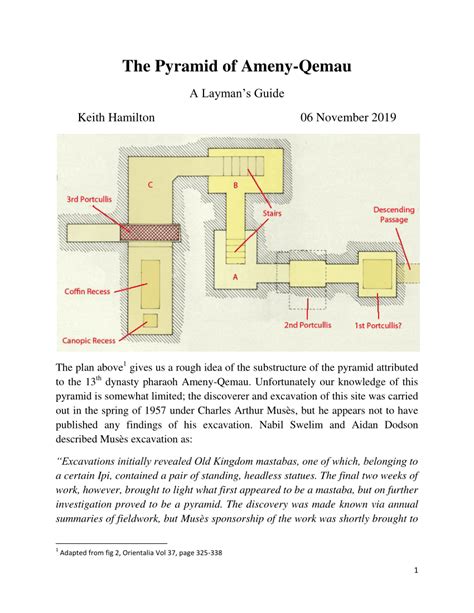 The Pyramid of Ameny-Qemau
A Layman's Guide
Keith Hamilton 06 November 2019
C
B
3rd Portcullis
Stairs
Descending
Passage
A
Coffin Recess
2nd Portcullis
1st Portcullis?
Canopic Recess
The plan above1 gives us a rough idea of the substructure of the pyramid attributed
to the 13th dynasty pharaoh Ameny-Qemau. Unfortunately our knowledge of this
pyramid is somewhat limited; the discoverer and excavation of this site was carried
out in the spring of 1957 under Charles Arthur Musès, but he appears not to have
published any findings of his excavation. Nabil Swelim and Aidan Dodson
described Musès excavation as:
“Excavations initially revealed Old Kingdom mastabas, one of which, belonging to
a certain Ipi, contained a pair of standing, headless statues. The final two weeks of
work, however, brought to light what first appeared to be a mastaba, but on further
investigation proved to be a pyramid. The discovery was made known via annual
summaries of fieldwork, but Musès sponsorship of the work was shortly brought to
1 Adapted from fig 2, Orientalia Vol 37, page 325-338
1